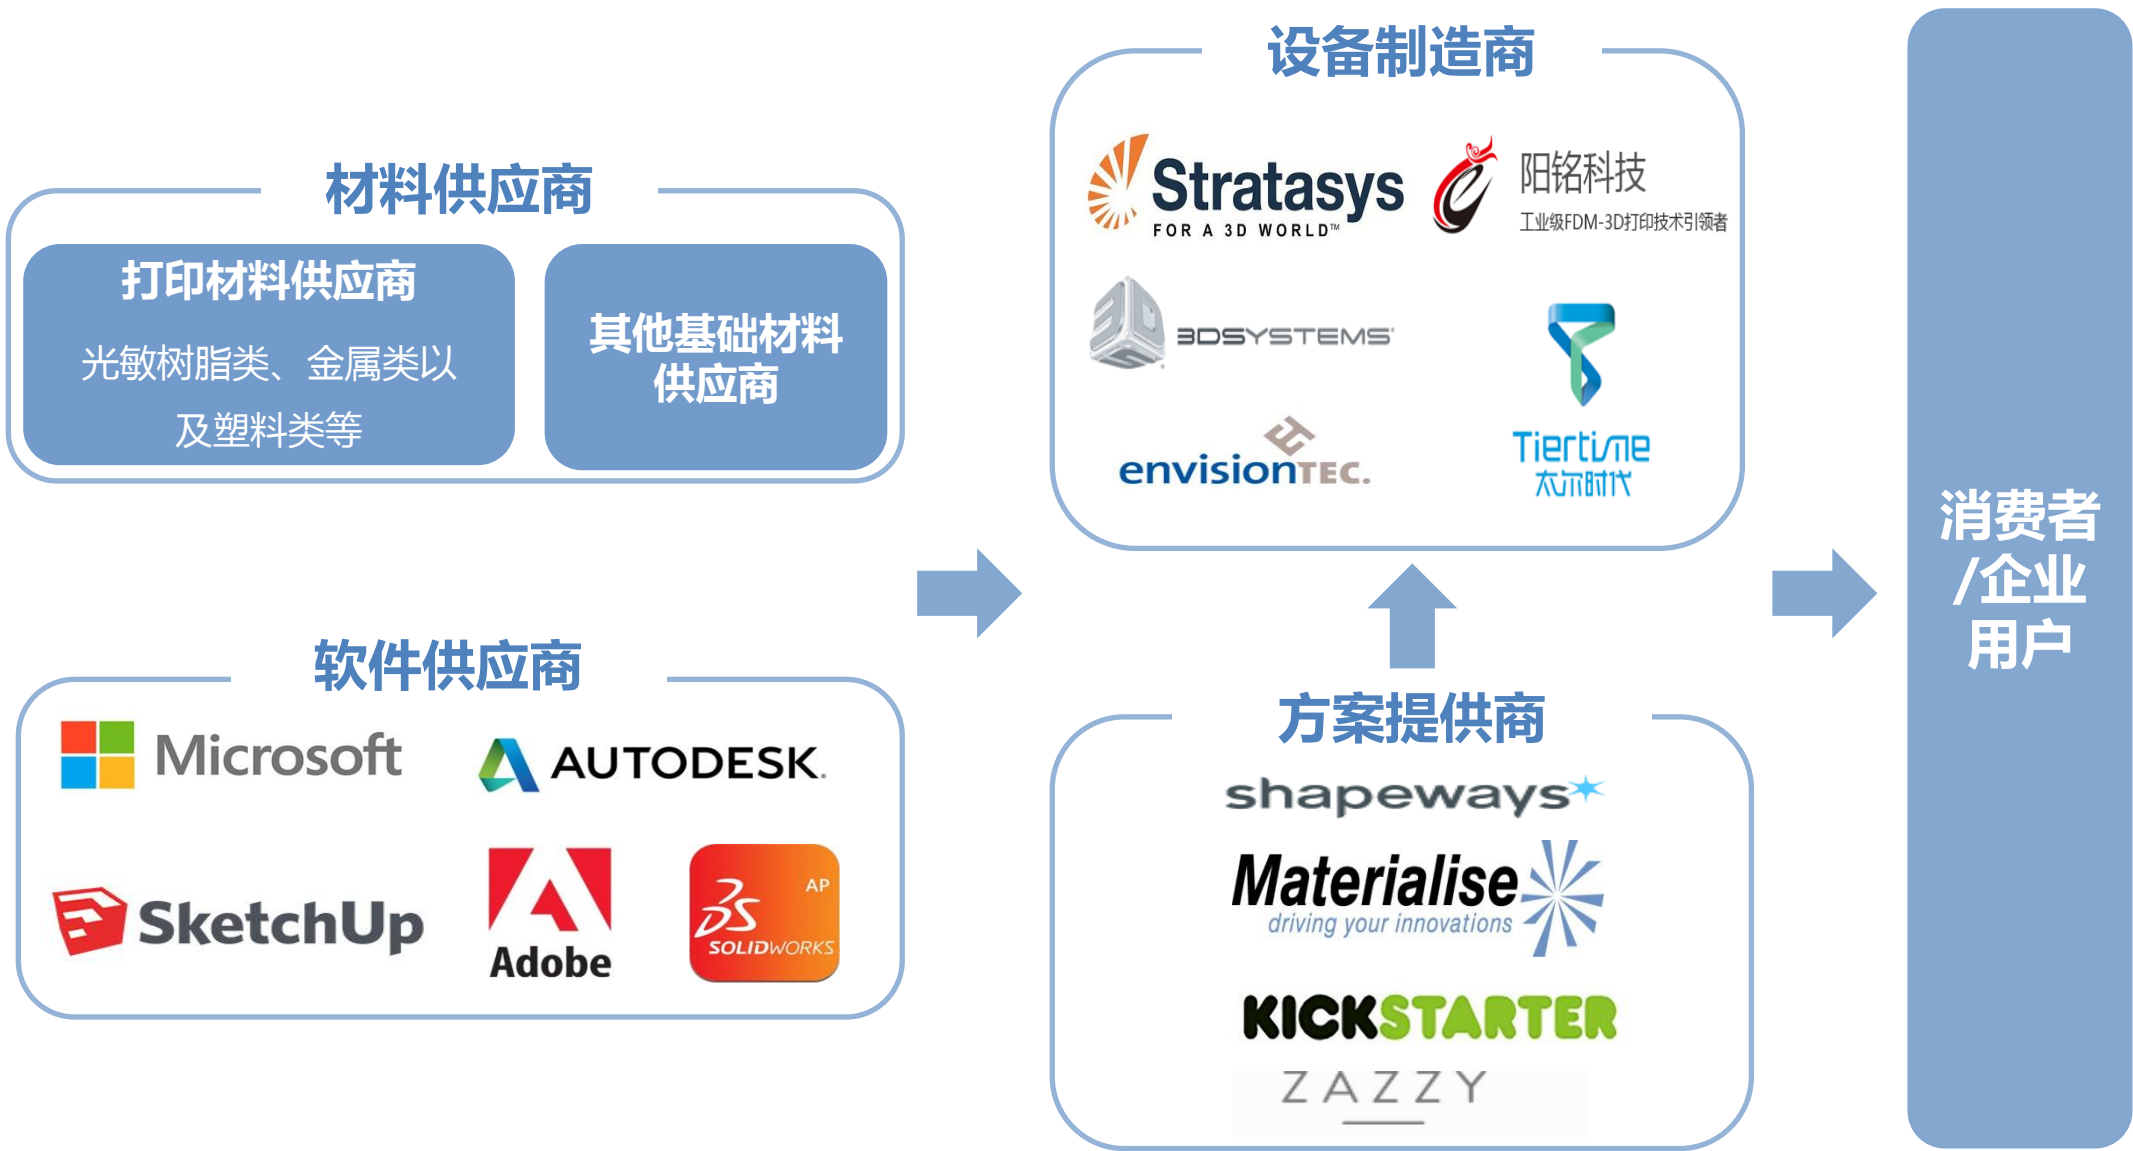 材料供应商
打印材料供应商
光敏树脂类、金属类以
及塑料类等
其他基础材料
供应商
软件供应商
Microsoft
AUTODESK.
SketchUp
Adobe
AP
3DS
SOLIDWORKS
设备制造商
Stratasys
FOR A 3D WORLD™
阳铭科技
工业级FDM-3D打印技术引领者
3DS
3DSYSTEMS
envisionTEC.
Tiertime
太尔时代
方案提供商
shapeways
Materialise
driving your innovations
KICKSTARTER
ZAZZY
消费者
/企业
用户